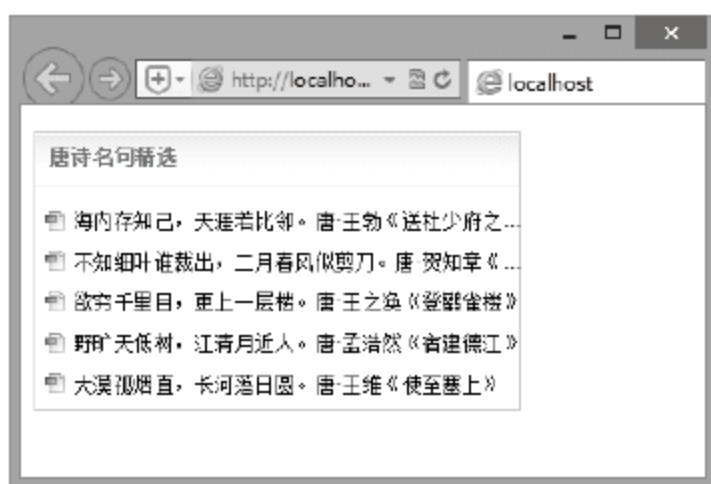 http://localho...
localhost
唐诗名句精选
海内存知己，天涯若比邻。唐·王勃《送杜少府之...
不知细叶谁裁出，二月春风似剪刀。唐·贺知章《...
欲穷千里目，更上一层楼。唐·王之涣《登鹳雀楼》
野旷天低树，江清月近人。唐·孟浩然《宿建德江》
大漠孤烟直，长河落日圆。唐·王维《使至塞上》